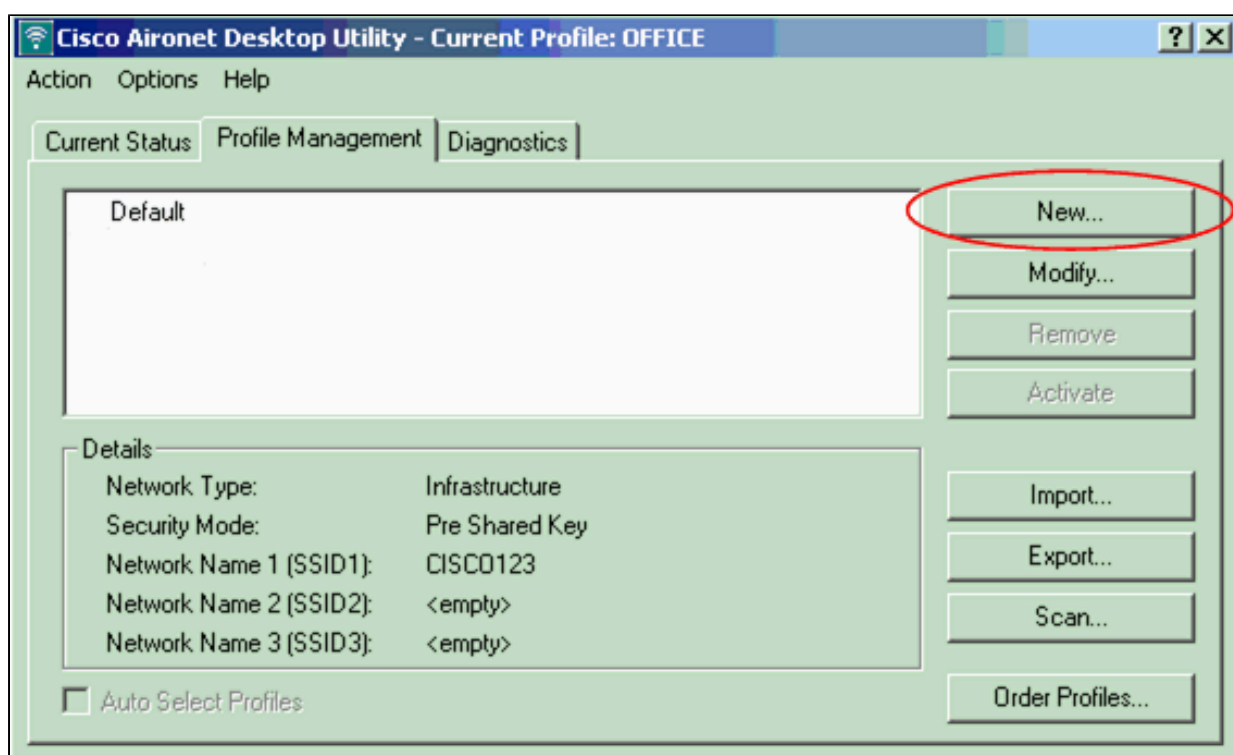 Cisco Aironet Desktop Utility - Current Profile: OFFICE
? X
Action Options Help
Current Status Profile Management Diagnostics
Default
New...
Modify...
Remove
Activate
Details
Network Type: Infrastructure
Security Mode: Pre Shared Key
Network Name 1 (SSID1): CISCO123
Network Name 2 (SSID2): <empty>
Network Name 3 (SSID3): <empty>
Import...
Export...
Scan...
Auto Select Profiles
Order Profiles...